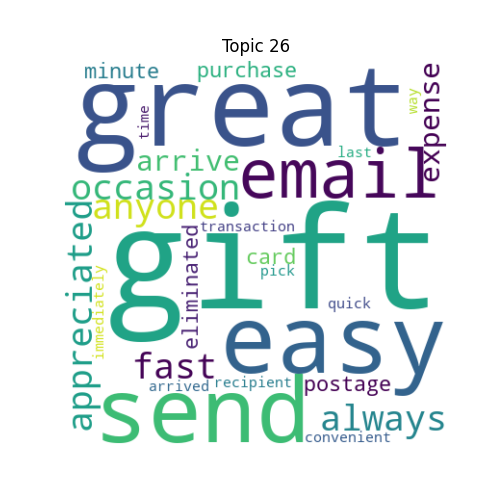 Topic 26
minute
purchase
great
time
way
expense
arrive
last
email
occasion
anyone
gift
appreciated
transaction
eliminated
card
pick
immediately
quick
easy
fast
arrived
recipient
postage
send
always
convenient